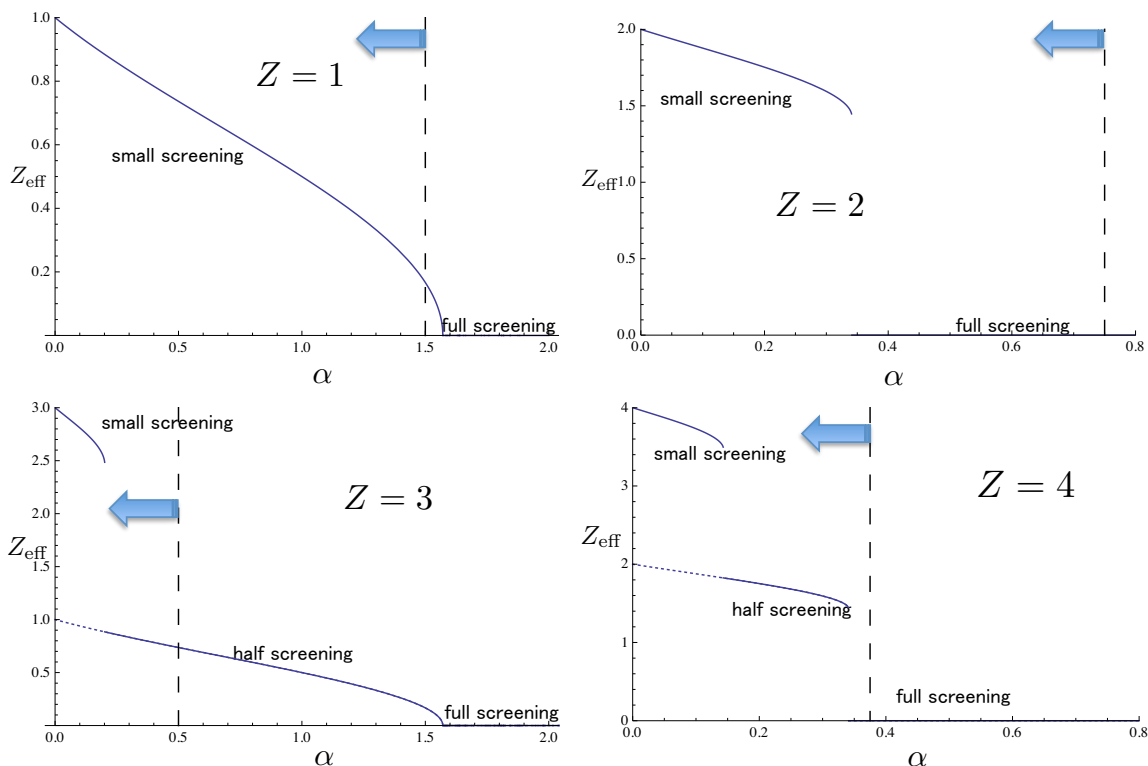 1.0
0.8
0.6
0.4
0.2
Z_eff
Z = 1
small screening
full screening
0.0 0.5 1.0 1.5 2.0
α
2.0
1.5
1.0
0.5
0.0
Z_eff
Z = 2
small screening
full screening
0.0 0.2 0.4 0.6 0.8
α
3.0
2.5
2.0
1.5
1.0
0.5
Z_eff
Z = 3
small screening
half screening
full screening
0.0 0.5 1.0 1.5 2.0
α
4
3
2
1
0
Z_eff
Z = 4
small screening
half screening
full screening
0.0 0.2 0.4 0.6 0.8
α